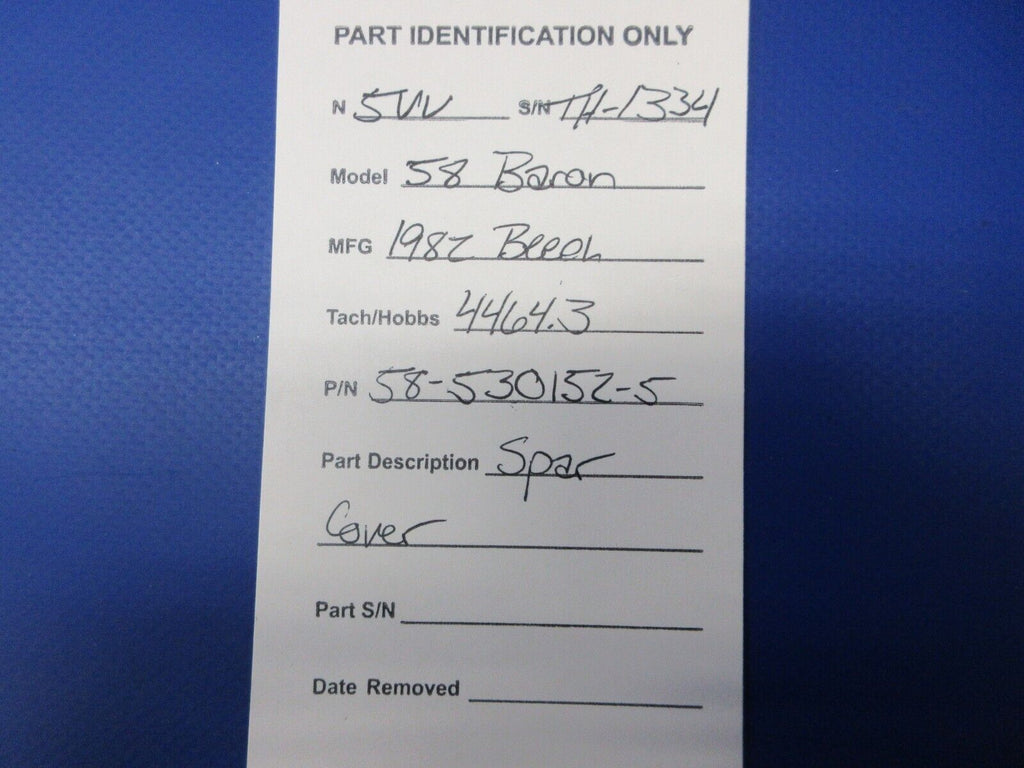 PART IDENTIFICATION ONLY
N 5VV S/N TH-1334
Model 58 Baron
MFG 1982 Beech
Tach/Hobbs 4464.3
P/N 58-530152-5
Part Description Spar
Cover
Part S/N
Date Removed